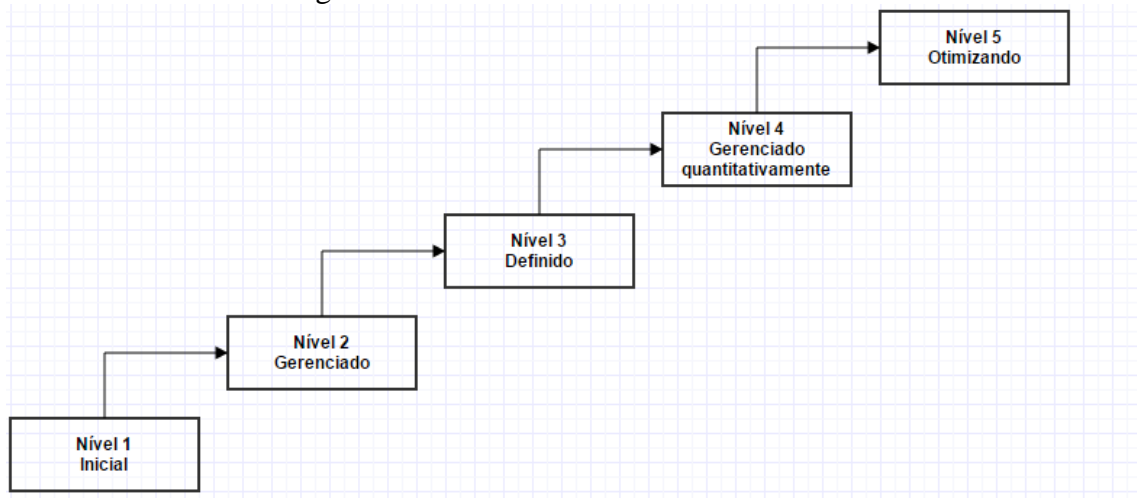 Nível 5
Otimizando
Nível 4
Gerenciado
quantitativamente
Nível 3
Definido
Nível 2
Gerenciado
Nível 1
Inicial